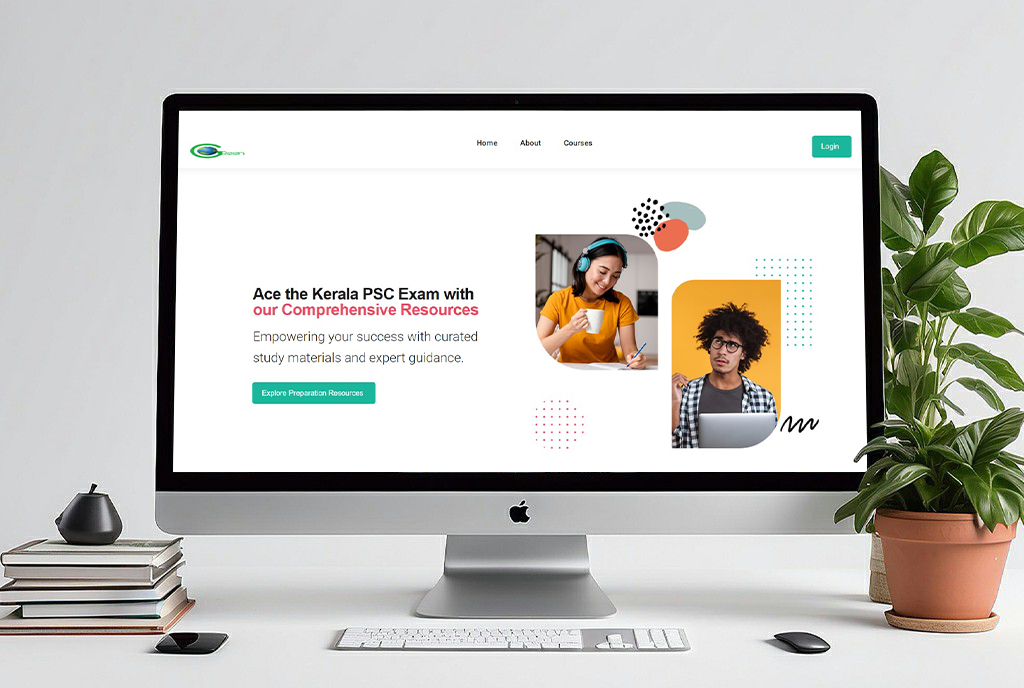 Home About Courses
Login
Ace the Kerala PSC Exam with
our Comprehensive Resources
Empowering your success with curated
study materials and expert guidance.
Explore Preparation Resources